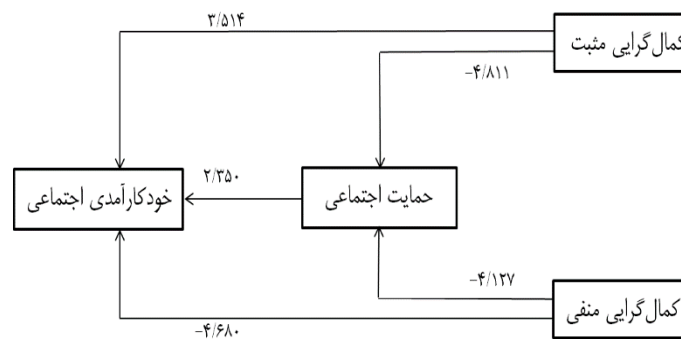 ۳/۵۱۴
کمال‌گرایی مثبت
-۴/۸۱۱
۲/۳۵۰
حمایت اجتماعی
خودکارآمدی اجتماعی
-۴/۱۲۷
کمال‌گرایی منفی
-۴/۶۸۰